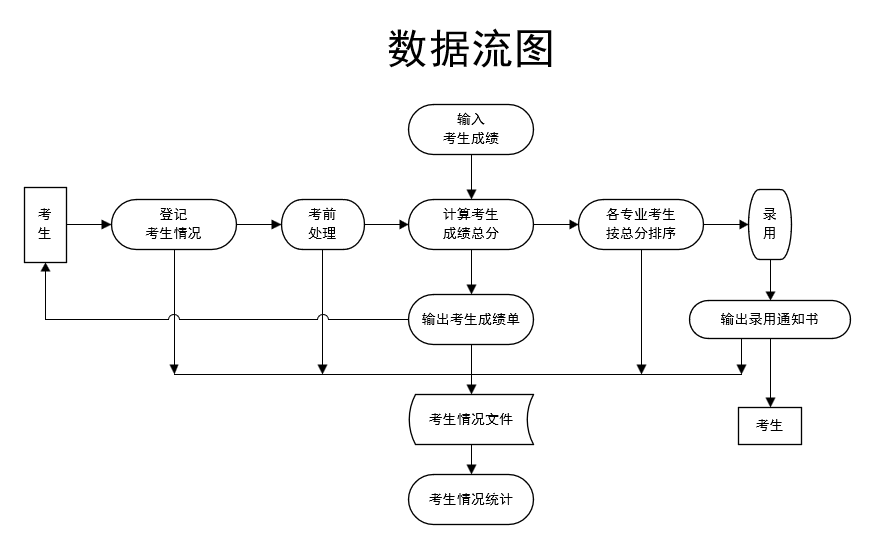 数据流图
输入
考生成绩
考
生
登记
考生情况
考前
处理
计算考生
成绩总分
各专业考生
按总分排序
录
用
输出考生成绩单
输出录用通知书
考生情况文件
考生
考生情况统计